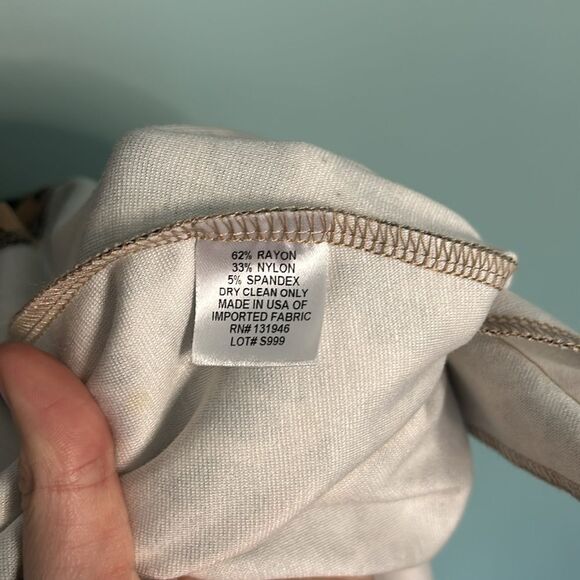 62% RAYON
33% NYLON
5% SPANDEX
DRY CLEAN ONLY
MADE IN USA OF
IMPORTED FABRIC
RN# 131946
LOT# S999